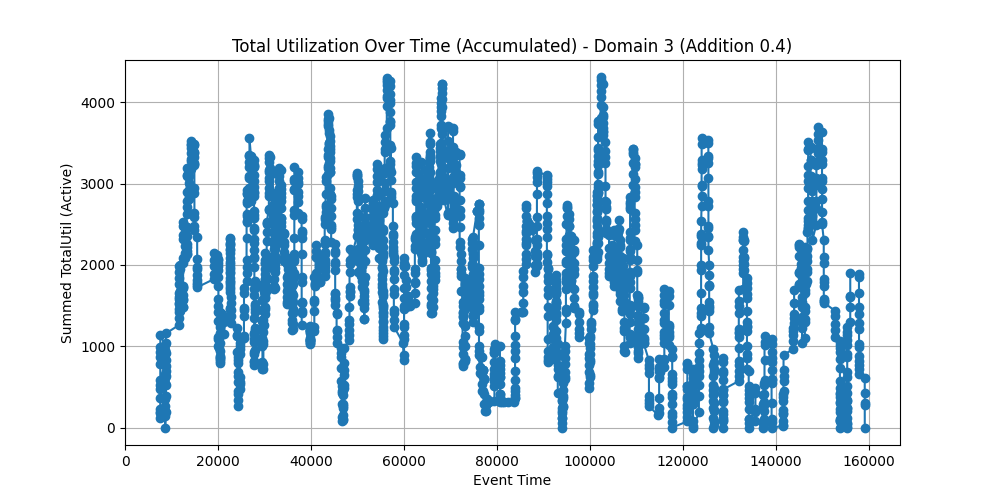 Total Utilization Over Time (Accumulated) - Domain 3 (Addition 0.4)
Summed TotalUtil (Active)
4000
3000
2000
1000
0
0 20000 40000 60000 80000 100000 120000 140000 160000
Event Time